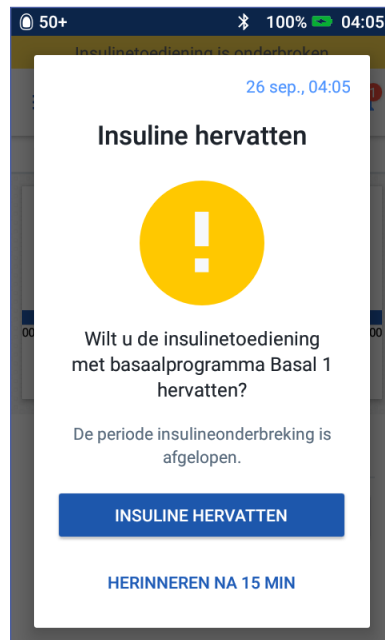 50+ 100% 04:05
Insulinetoediening is onderbroken
26 sep., 04:05
1
Insuline hervatten
!
Wilt u de insulinetoediening
met basaalprogramma Basal 1
hervatten?
De periode insulineonderbreking is
afgelopen.
INSULINE HERVATTEN
HERINNEREN NA 15 MIN